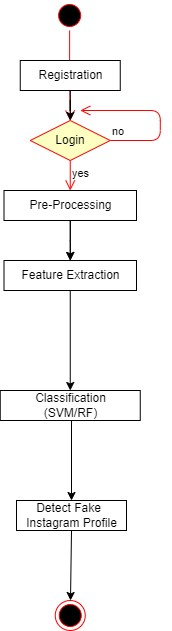 Registration
Login
no
yes
Pre-Processing
Feature Extraction
Classification
(SVM/RF)
Detect Fake
Instagram Profile